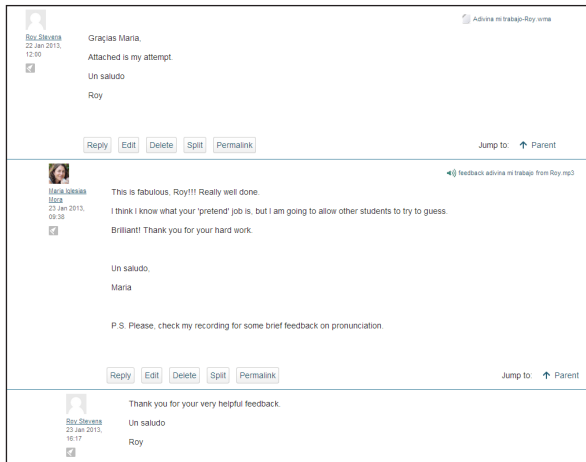 Adivina mi trabajo-Roy.wma
Roy Stevens
22 Jan 2013,
12:00
Graçias Maria,
Attached is my attempt.
Un saludo
Roy
Reply Edit Delete Split Permalink
Jump to: Parent
feedback adivina mi trabajo from Roy.mp3
Maria Iglesias
Mora
23 Jan 2013,
09:38
This is fabulous, Roy!!! Really well done.
I think I know what your 'pretend' job is, but I am going to allow other students to try to guess.
Brilliant! Thank you for your hard work.
Un saludo,
Maria
P.S. Please, check my recording for some brief feedback on pronunciation.
Reply Edit Delete Split Permalink
Jump to: Parent
Roy Stevens
23 Jan 2013,
16:17
Thank you for your very helpful feedback.
Un saludo
Roy